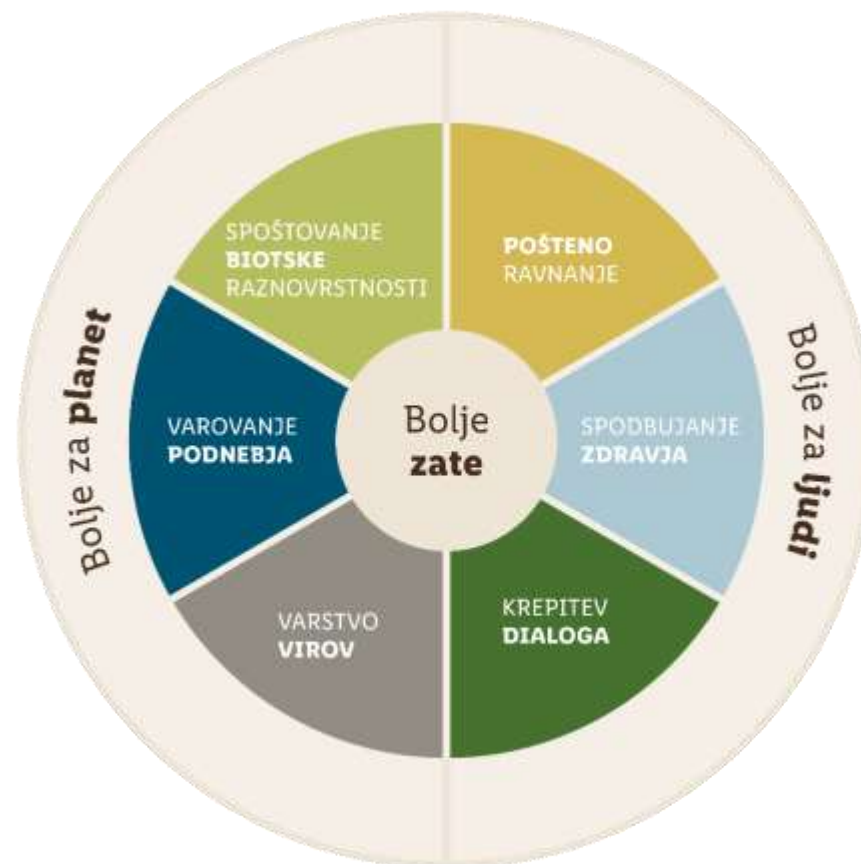 SPOŠTOVANJE
BIOTSKE
RAZNOVRSTNOSTI
POŠTENO
RAVNANJE
Bolje za planet
VAROVANJE
PODNEBJA
Bolje
zate
SPODBUJANJE
ZDRAVJA
Bolje za ljudi
VARSTVO
VIROV
KREPITEV
DIALOGA